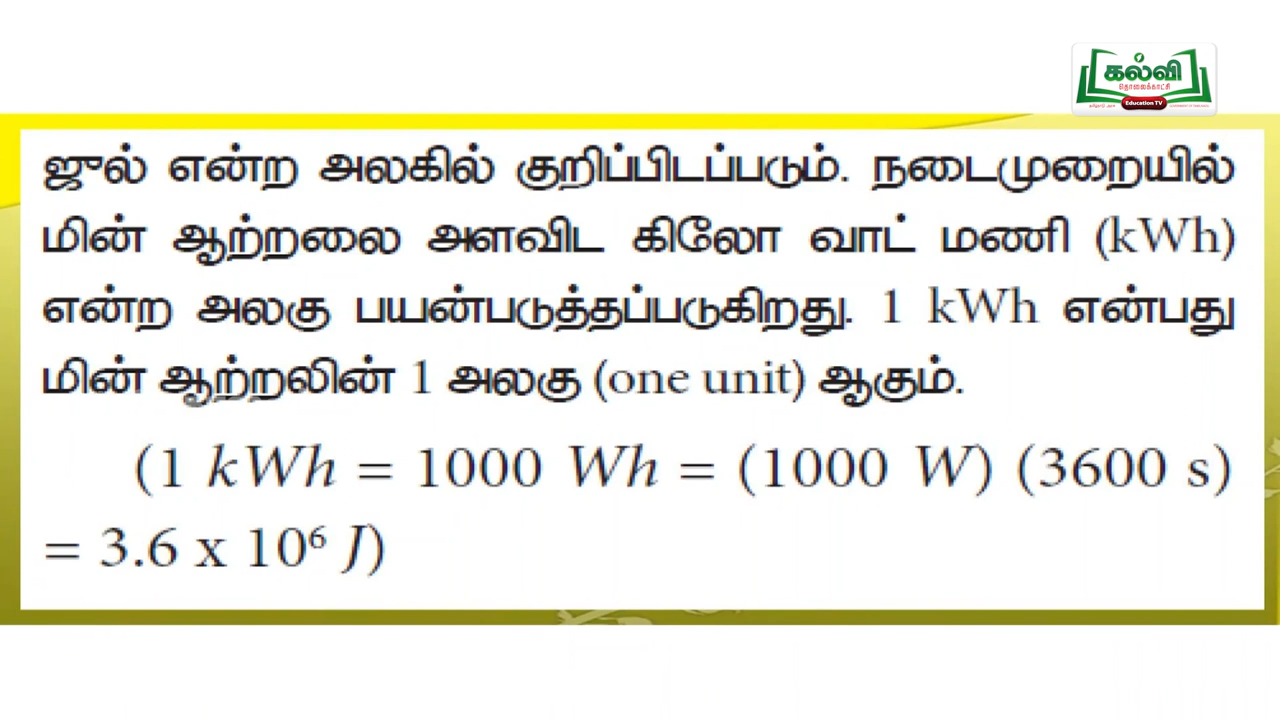 கல்வி
தொலைக்காட்சி
Education TV
ஜுல் என்ற அலகில் குறிப்பிடப்படும். நடைமுறையில்
மின் ஆற்றலை அளவிட கிலோ வாட் மணி (kWh)
என்ற அலகு பயன்படுத்தப்படுகிறது. 1 kWh என்பது
மின் ஆற்றலின் 1 அலகு (one unit) ஆகும்.
(1 kWh = 1000 Wh = (1000 W) (3600 s)
= 3.6 x 10⁶ J)